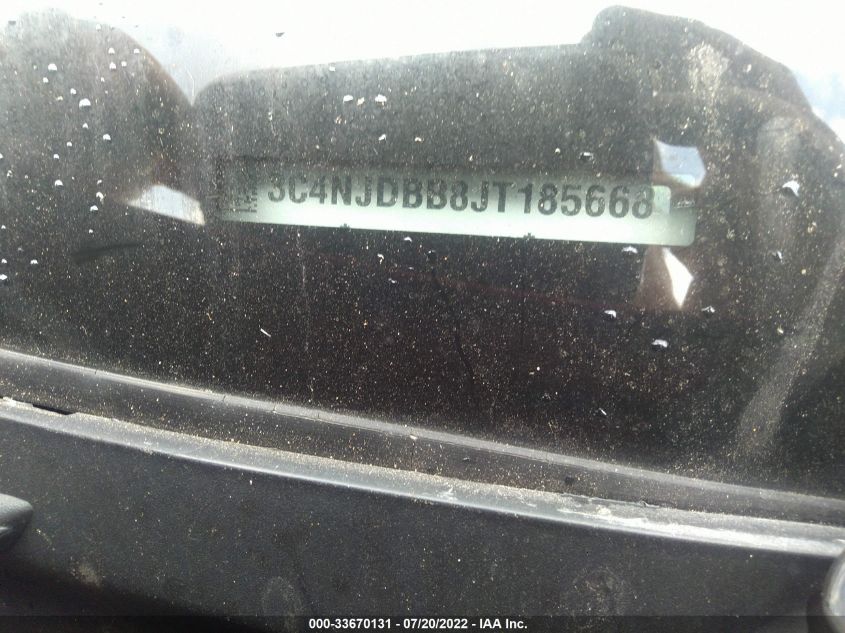 3C4NJDBB8JT185668
000-33670131 - 07/20/2022 - IAA Inc.